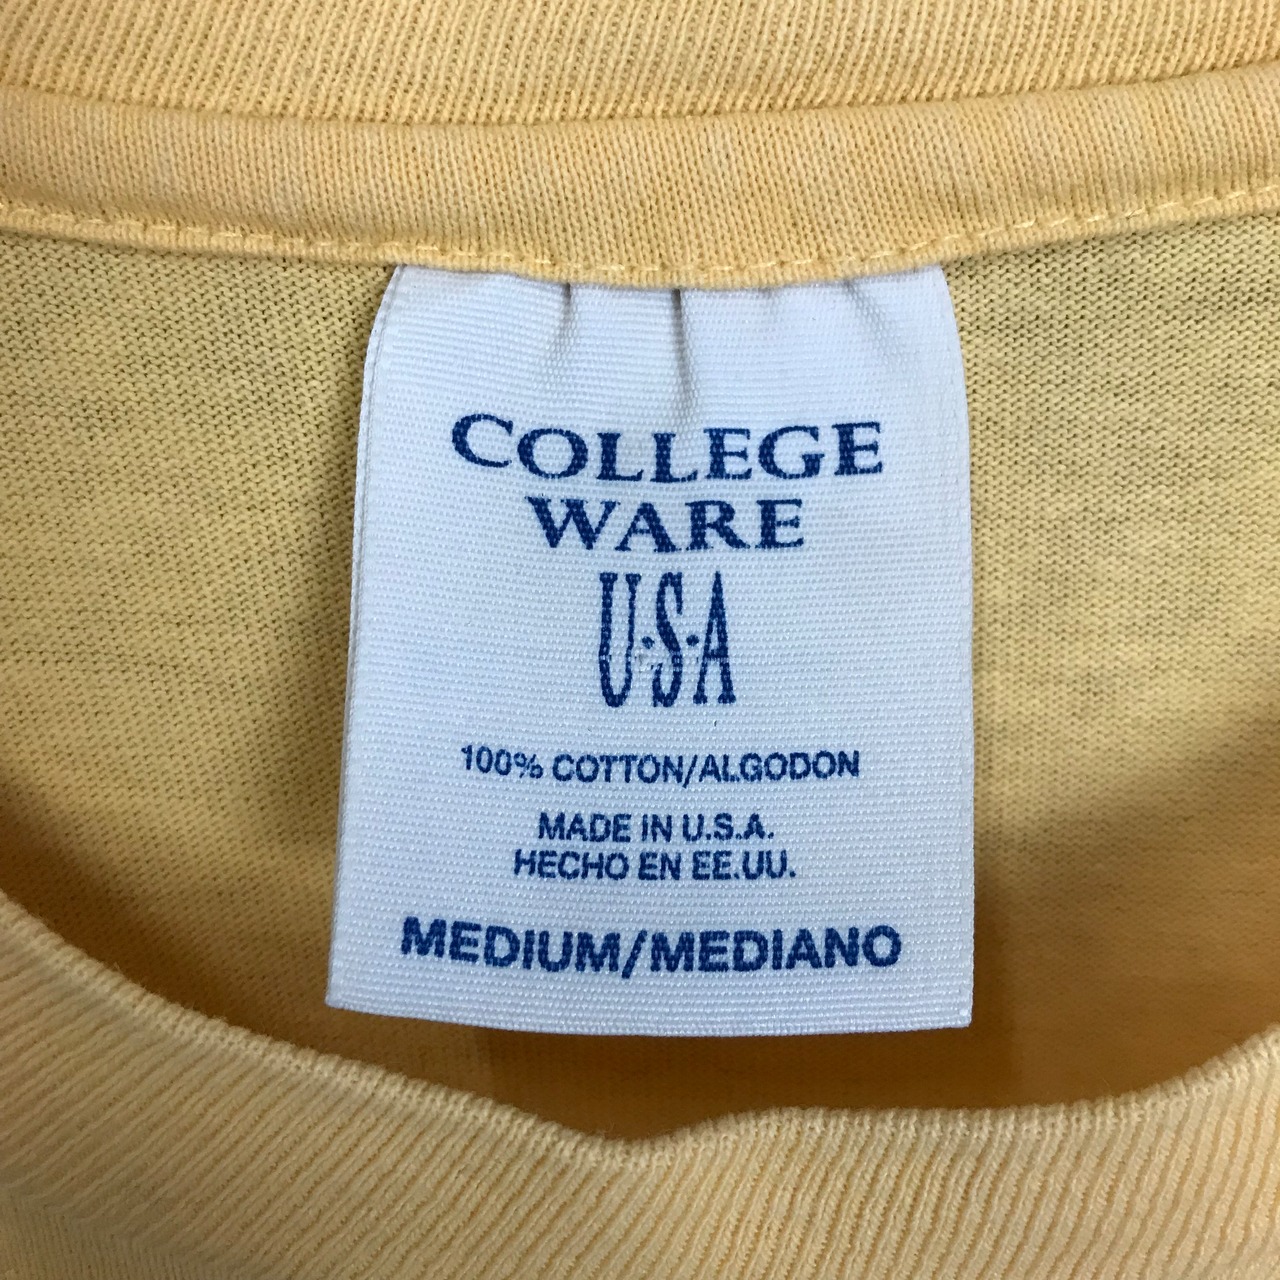 COLLEGE
WARE
U·S·A
100% COTTON/ALGODON
MADE IN U.S.A.
HECHO EN EE.UU.
MEDIUM/MEDIANO